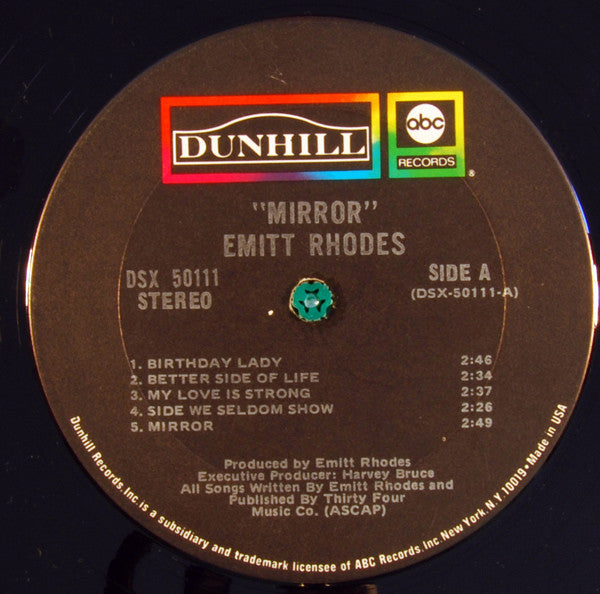 DUNHILL
abc
RECORDS
®
"MIRROR"
EMITT RHODES
DSX 50111
STEREO
SIDE A
(DSX-50111-A)
1. BIRTHDAY LADY 2:46
2. BETTER SIDE OF LIFE 2:34
3. MY LOVE IS STRONG 2:37
4. SIDE WE SELDOM SHOW 2:26
5. MIRROR 2:49
Produced by Emitt Rhodes
Executive Producer: Harvey Bruce
All Songs Written By Emitt Rhodes and
Published By Thirty Four
Music Co. (ASCAP)
Dunhill Records, Inc is a subsidiary and trademark licensee of ABC Records, Inc New York, N.Y. 10019 • Made in USA